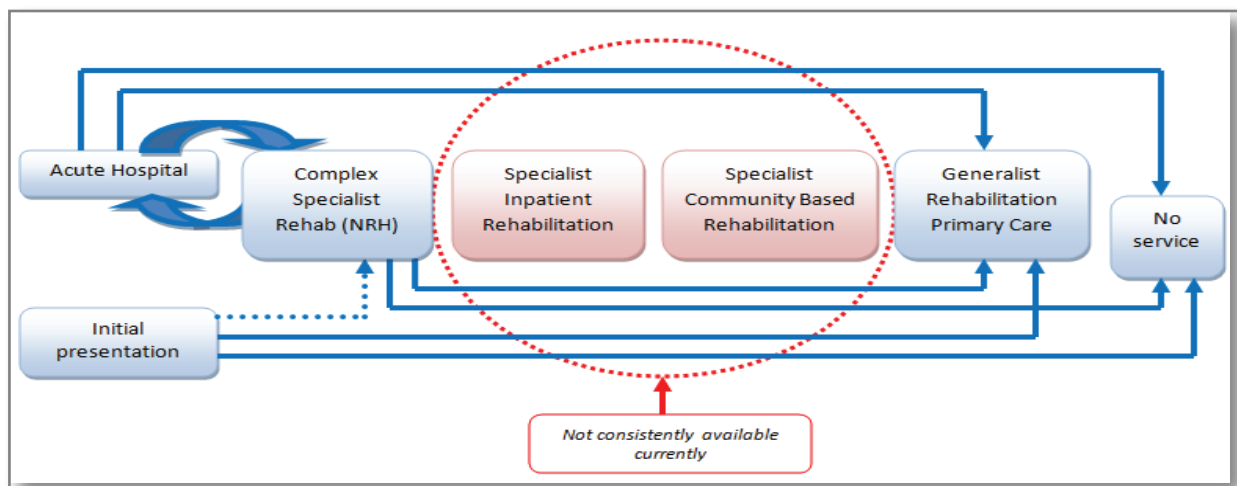 Acute Hospital
Complex
Specialist
Rehab (NRH)
Specialist
Inpatient
Rehabilitation
Specialist
Community Based
Rehabilitation
Generalist
Rehabilitation
Primary Care
No
service
Initial
presentation
Not consistently available
currently